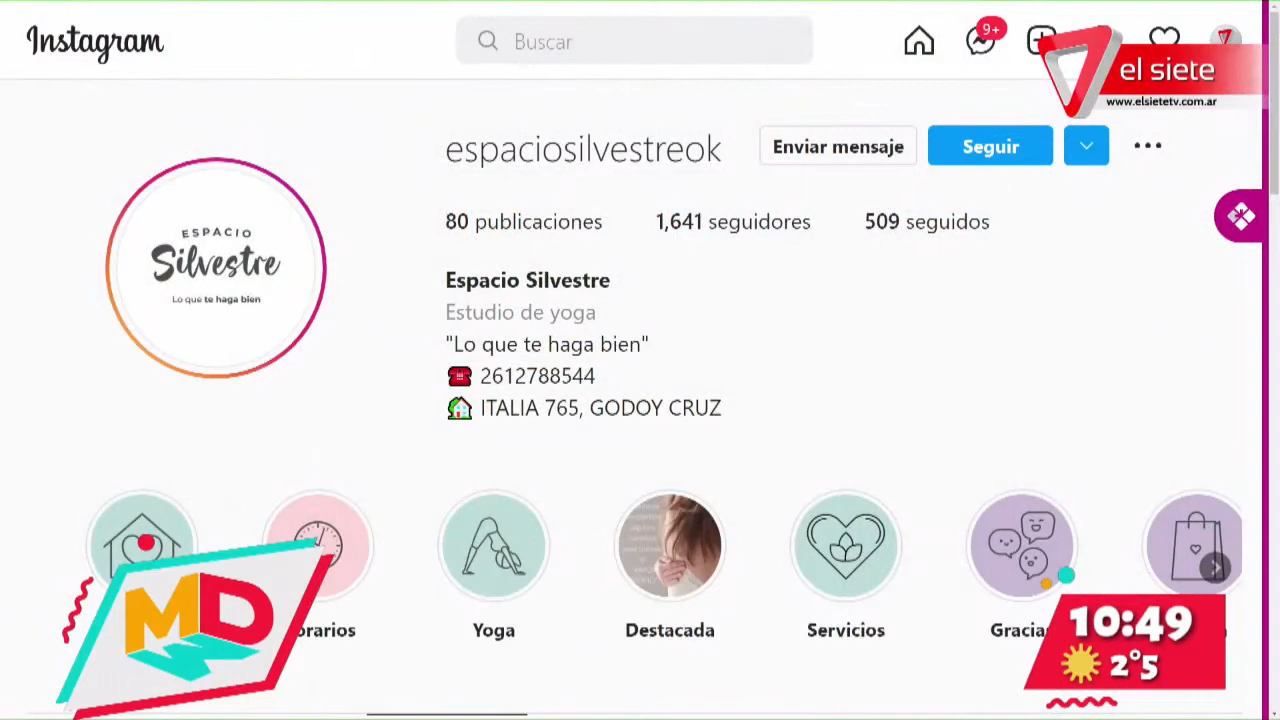 Instagram
Buscar
9+
el siete
www.elsietetv.com.ar
espaciosilvestreok
Enviar mensaje
Seguir
80 publicaciones
1,641 seguidores
509 seguidos
ESPACIO
Silvestre
Lo que te haga bien
Espacio Silvestre
Estudio de yoga
"Lo que te haga bien"
2612788544
ITALIA 765, GODOY CRUZ
orarios
Yoga
Destacada
Servicios
Gracias
MD
10:49
2°5